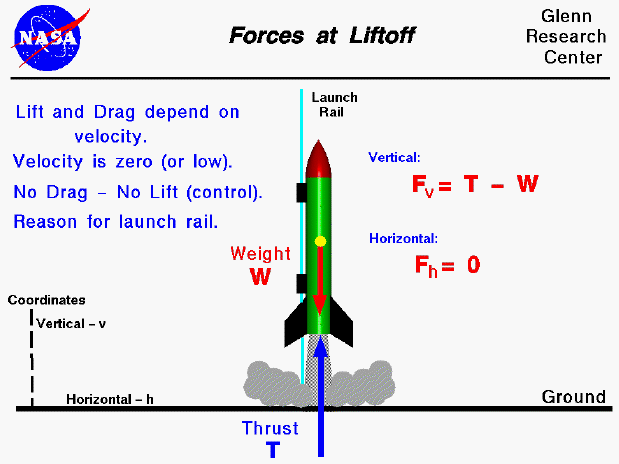 NASA
Forces at Liftoff
Glenn
Research
Center
Lift and Drag depend on
velocity.
Velocity is zero (or low).
No Drag – No Lift (control).
Reason for launch rail.
Launch
Rail
Vertical:
Fv = T – W
Horizontal:
Fh = 0
Weight
W
Coordinates
Vertical – v
Horizontal – h
Ground
Thrust
T